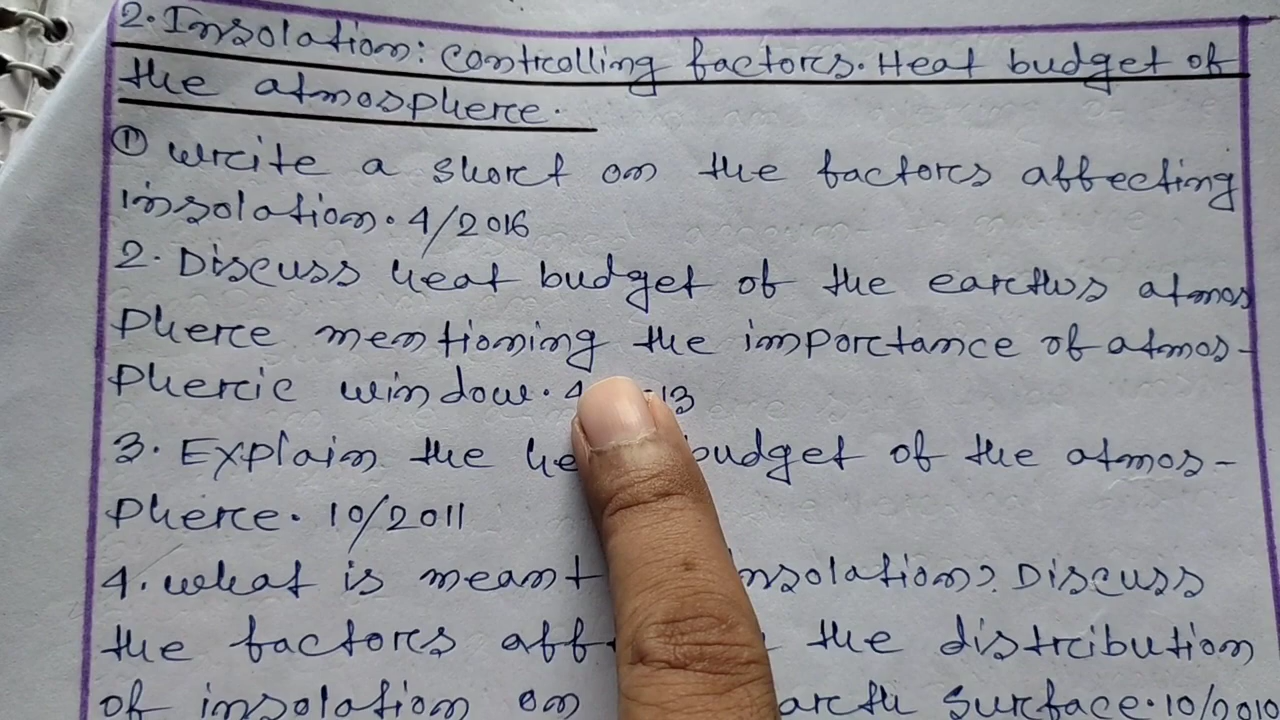 2. Insolation: Controlling factors. Heat budget of
the atmosphere.
① Write a short on the factors affecting
insolation. 4/2016
2. Discuss heat budget of the earths atmos
phere mentioning the importance of atmos-
pheric window. 4 13
3. Explain the budget of the atmos-
phere. 10/2011
4. What is meant insolation? Discuss
the factors the distribution
of insolation on surface. 10/2010